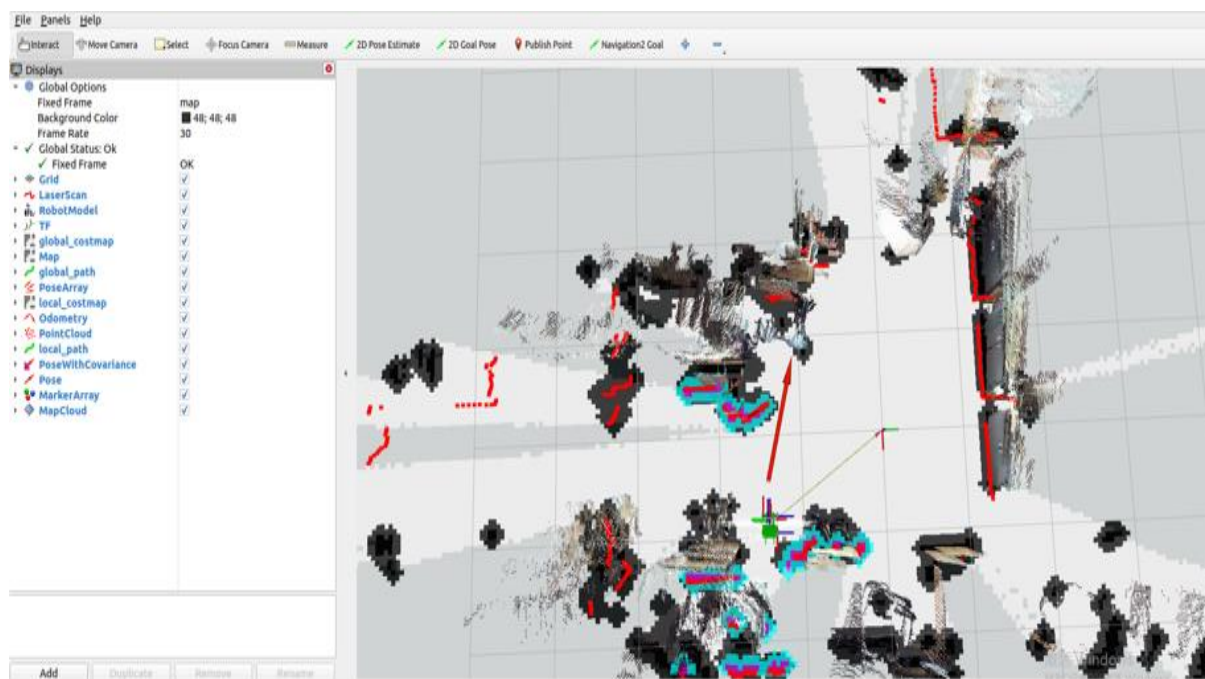 File Panels Help
Interact Move Camera Select Focus Camera Measure 2D Pose Estimate 2D Goal Pose Publish Point Navigation2 Goal
Displays
Global Options
Fixed Frame map
Background Color 48; 48; 48
Frame Rate 30
Global Status: Ok
Fixed Frame OK
Grid
LaserScan
RobotModel
TF
global_costmap
Map
global_path
PoseArray
local_costmap
Odometry
PointCloud
local_path
PoseWithCovariance
Pose
MarkerArray
MapCloud
Add Duplicate Remove Rename